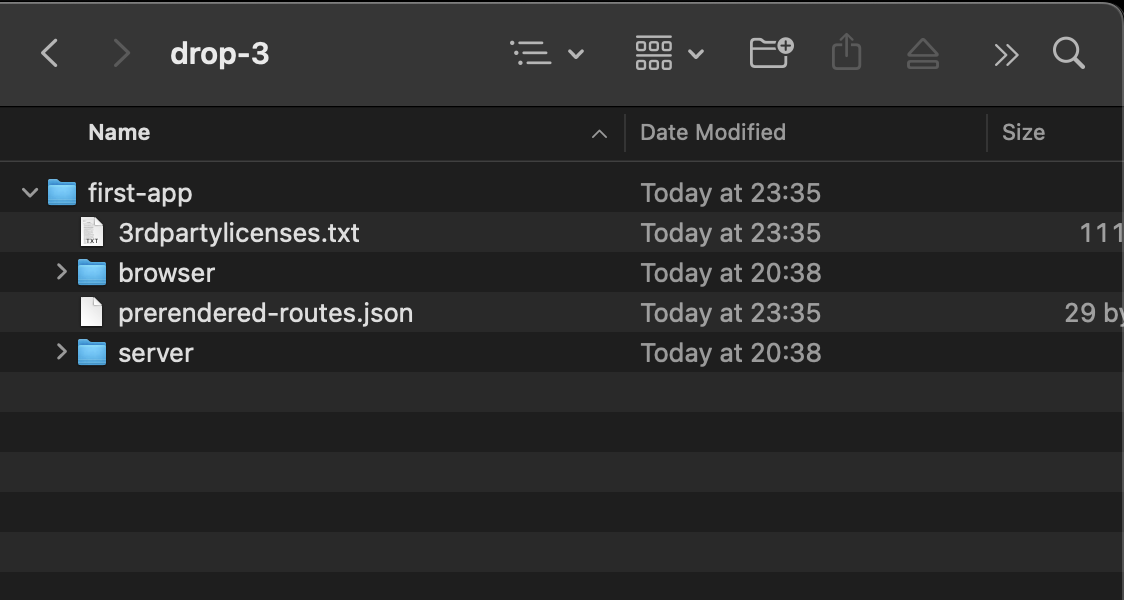 drop-3
Name Date Modified Size
first-app Today at 23:35
3rdpartylicenses.txt Today at 23:35 111
browser Today at 20:38
prerendered-routes.json Today at 23:35 29 by
server Today at 20:38